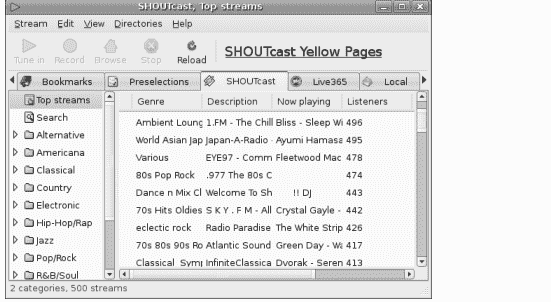 SHOUTcast, Top streams
Stream Edit View Directories Help
Tune in Record Browse Stop Reload SHOUTcast Yellow Pages
Bookmarks Preselections SHOUTcast Live365 Local
Top streams
Search
Alternative
Americana
Classical
Country
Electronic
Hip-Hop/Rap
Jazz
Pop/Rock
R&B/Soul
Genre Description Now playing Listeners
Ambient Loung 1.FM - The Chill Bliss - Sleep Wi 496
World Asian Jap Japan-A-Radio - Ayumi Hamasa 495
Various EYE97 - Comm Fleetwood Mac 478
80s Pop Rock .977 The 80s C 474
Dance n Mix Cl Welcome To Sh !! DJ 443
70s Hits Oldies S K Y . F M - All Crystal Gayle - 442
eclectic rock Radio Paradise The White Strip 426
70s 80s 90s Ro Atlantic Sound Green Day - Wa 417
Classical Symp InfiniteClassica Dvorak - Seren 413
2 categories, 500 streams